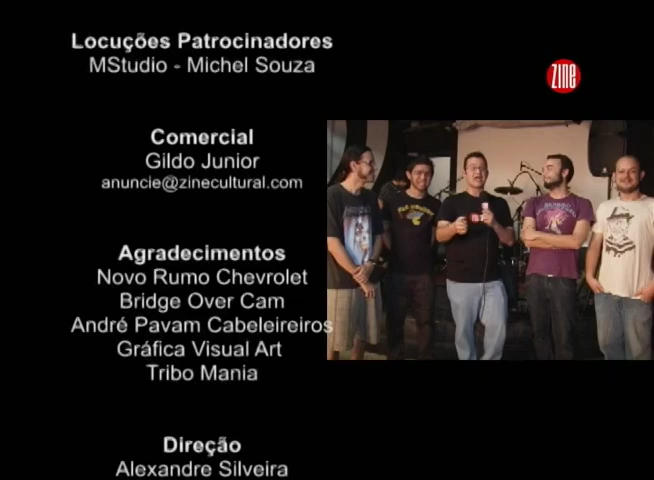 Locuções Patrocinadores
MStudio - Michel Souza
ZINE
Comercial
Gildo Junior
anuncie@zinecultural.com
Agradecimentos
Novo Rumo Chevrolet
Bridge Over Cam
André Pavam Cabeleireiros
Gráfica Visual Art
Tribo Mania
Direção
Alexandre Silveira